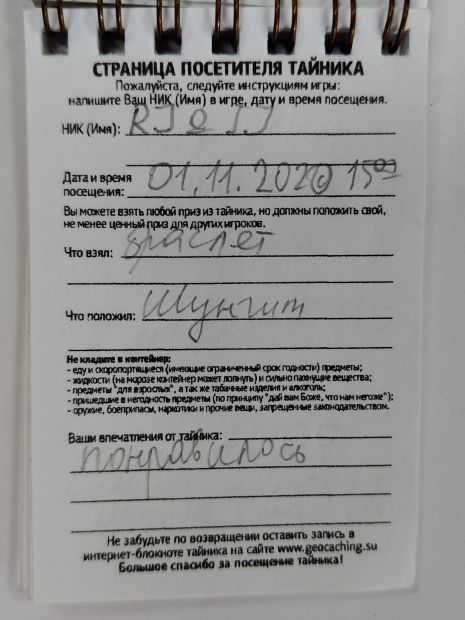 СТРАНИЦА ПОСЕТИТЕЛЯ ТАЙНИКА
Пожалуйста, следуйте инструкциям игры:
напишите Ваш НИК (Имя) в игре, дату и время посещения.
НИК (Имя):
Дата и время
посещения: 01.11.2020 15 00
Вы можете взять любой приз из тайника, но должны положить свой,
не менее ценный приз для других игроков.
Что взял: браслет
Что положил: Шунгит
Не кладите в контейнер:
- еду и скоропортящиеся (имеющие ограниченный срок годности) предметы;
- жидкости (на морозе контейнер может лопнуть) и сильно пахнущие вещества;
- предметы "для взрослых", а так же табачные изделия и алкоголь;
- пришедшие в негодность предметы (по принципу "дай вам Боже, что нам негоже");
- оружие, боеприпасы, наркотики и прочие вещи, запрещенные законодательством.
Ваши впечатления от тайника:
понравилось
Не забудьте по возвращении оставить запись в
интернет-блокноте тайника на сайте www.geocaching.su
Большое спасибо за посещение тайника!